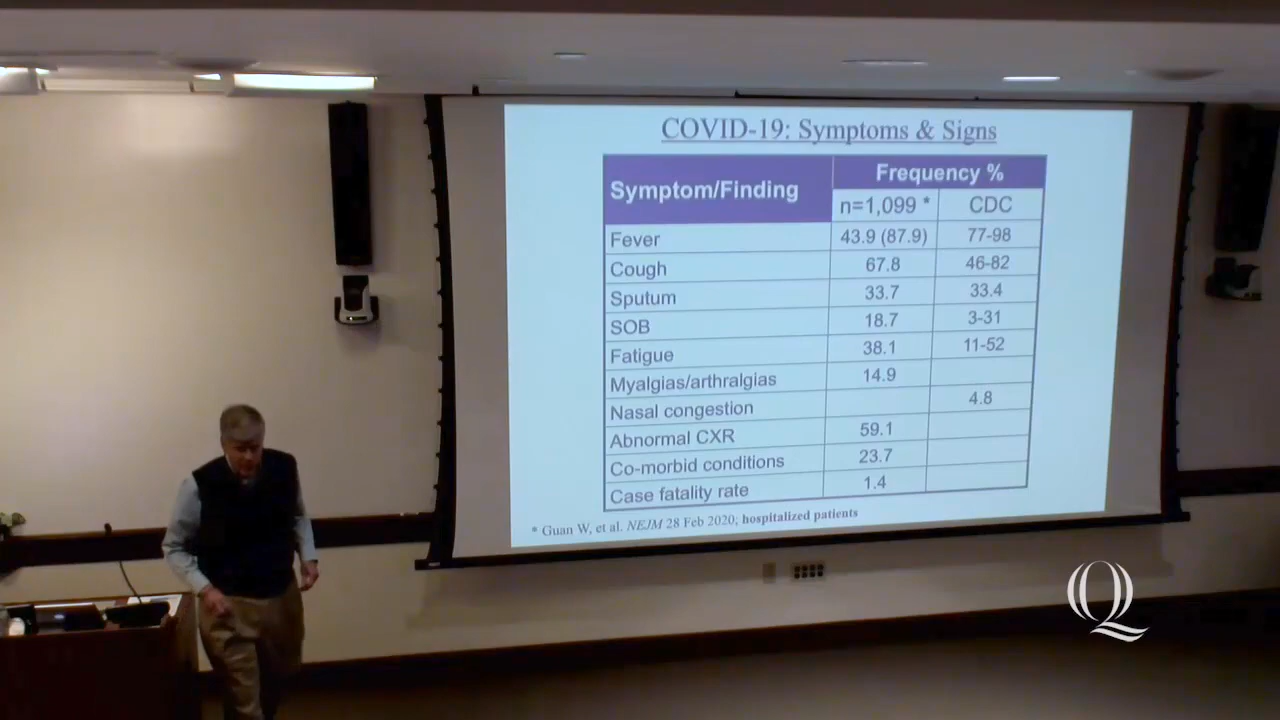 COVID-19: Symptoms & Signs
Symptom/Finding Frequency %
n=1,099 * CDC
Fever 43.9 (87.9) 77-98
Cough 67.8 46-82
Sputum 33.7 33.4
SOB 18.7 3-31
Fatigue 38.1 11-52
Myalgias/arthralgias 14.9
Nasal congestion 4.8
Abnormal CXR 59.1
Co-morbid conditions 23.7
Case fatality rate 1.4
* Guan W, et al. NEJM 28 Feb 2020; hospitalized patients
Q